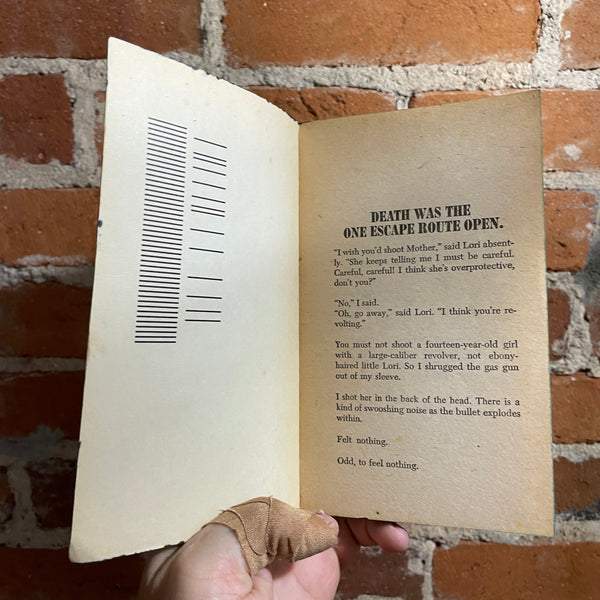 DEATH WAS THE
ONE ESCAPE ROUTE OPEN.
"I wish you'd shoot Mother," said Lori absent-
ly. "She keeps telling me I must be careful.
Careful, careful! I think she's overprotective,
don't you?"
"No," I said.
"Oh, go away," said Lori. "I think you're re-
volting."
You must not shoot a fourteen-year-old girl
with a large-caliber revolver, not ebony-
haired little Lori. So I shrugged the gas gun
out of my sleeve.
I shot her in the back of the head. There is a
kind of swooshing noise as the bullet explodes
within.
Felt nothing.
Odd, to feel nothing.